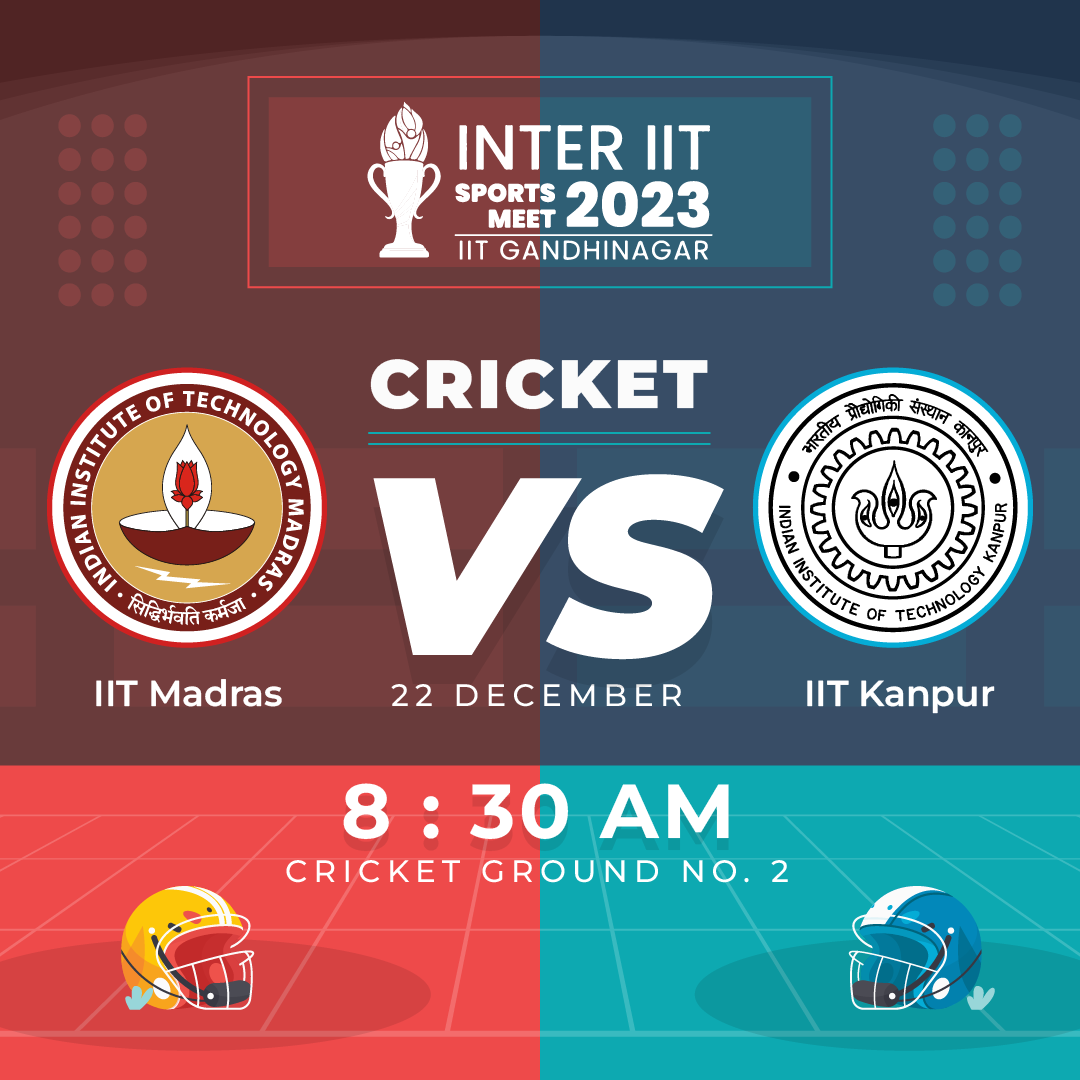 INTER IIT
SPORTS
MEET 2023
IIT GANDHINAGAR
CRICKET
INDIAN INSTITUTE OF TECHNOLOGY MADRAS
सिद्धिर्भवति कर्मजा
VS
भारतीय प्रौद्योगिकी संस्थान कानपुर
INDIAN INSTITUTE OF TECHNOLOGY KANPUR
IIT Madras
22 DECEMBER
IIT Kanpur
8 : 30 AM
CRICKET GROUND NO. 2